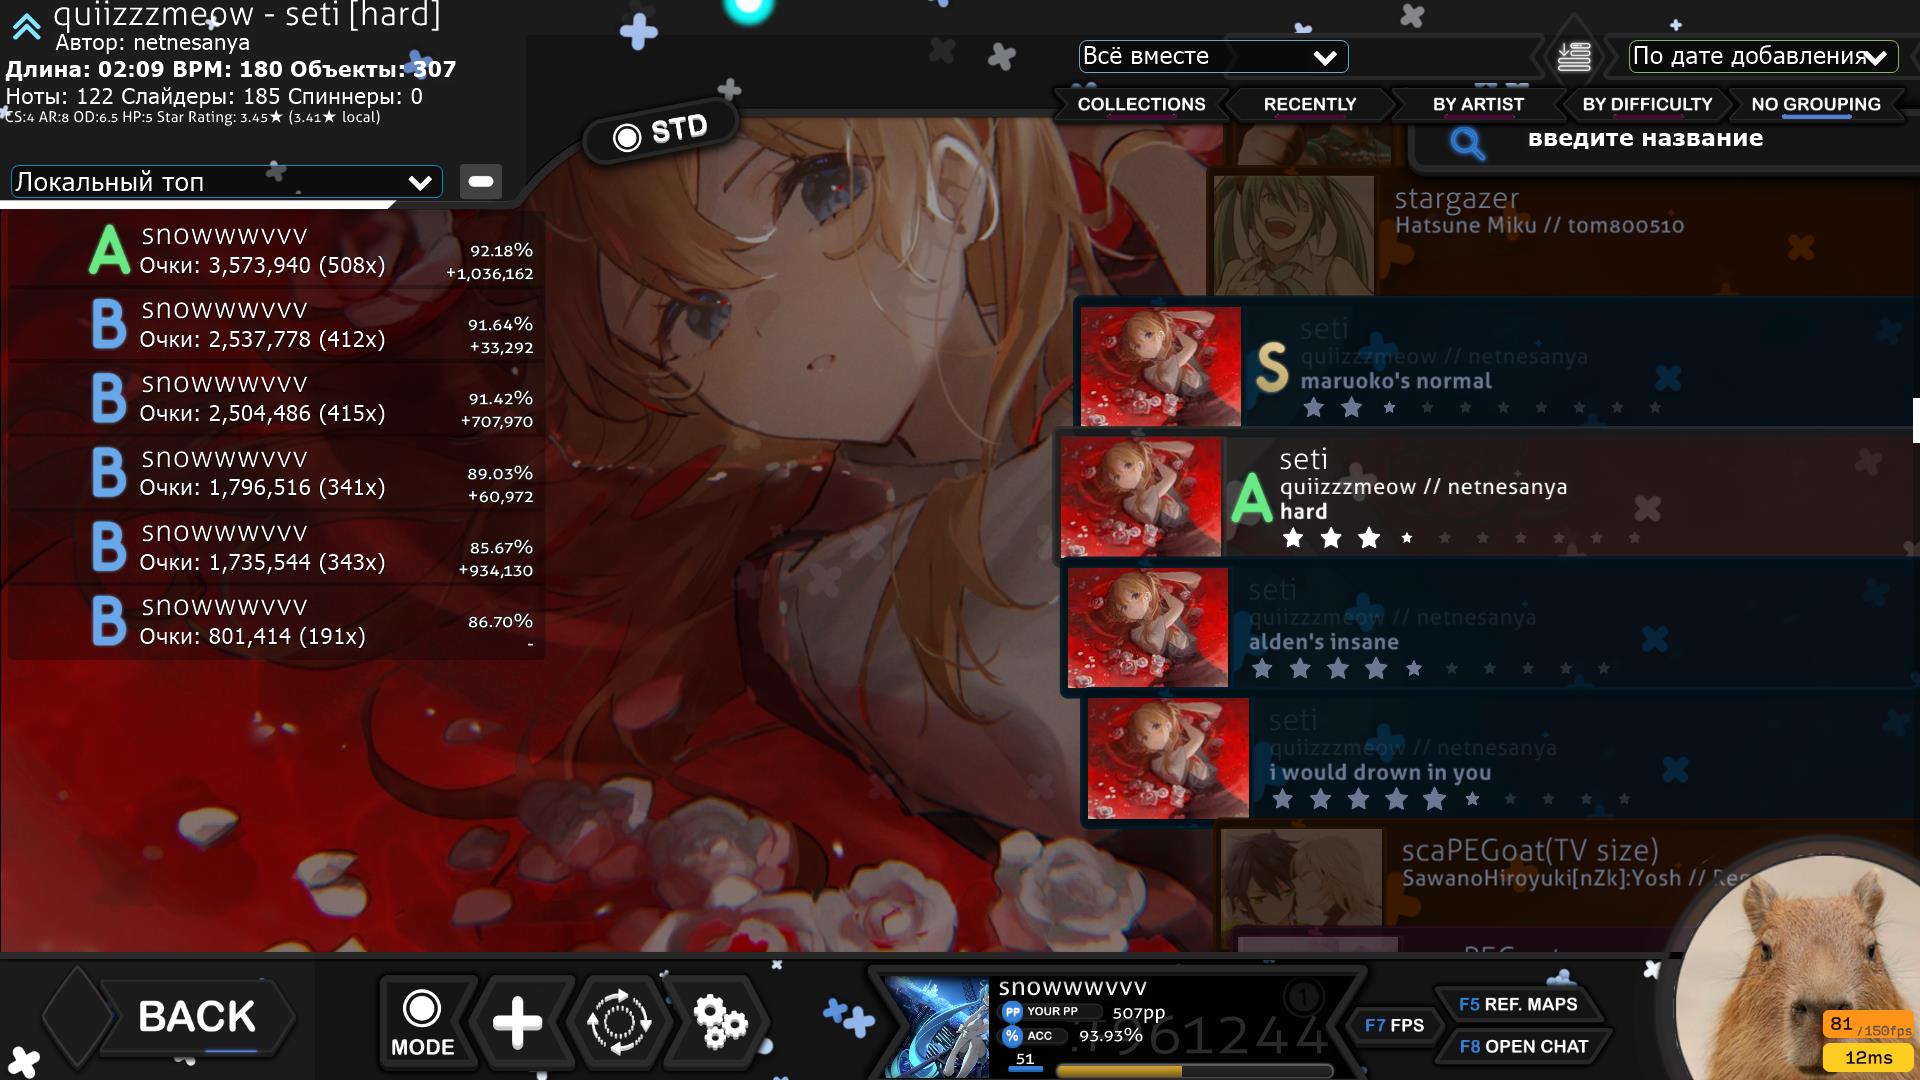 quiizzzmeow - seti [hard]
Автор: netnesanya
Длина: 02:09 BPM: 180 Объекты: 307
Ноты: 122 Слайдеры: 185 Спиннеры: 0
CS:4 AR:8 OD:6.5 HP:5 Star Rating: 3.45★ (3.41★ local)
Локальный топ
STD
Всё вместе
По дате добавления
COLLECTIONS
RECENTLY
BY ARTIST
BY DIFFICULTY
NO GROUPING
введите название
A
snowwwvvv
Очки: 3,573,940 (508x)
92.18%
+1,036,162
B
snowwwvvv
Очки: 2,537,778 (412x)
91.64%
+33,292
B
snowwwvvv
Очки: 2,504,486 (415x)
91.42%
+707,970
B
snowwwvvv
Очки: 1,796,516 (341x)
89.03%
+60,972
B
snowwwvvv
Очки: 1,735,544 (343x)
85.67%
+934,130
B
snowwwvvv
Очки: 801,414 (191x)
86.70%
-
stargazer
Hatsune Miku // tom800510
S
seti
quiizzzmeow // netnesanya
maruoko's normal
A
seti
quiizzzmeow // netnesanya
hard
seti
quiizzzmeow // netnesanya
alden's insane
seti
quiizzzmeow // netnesanya
i would drown in you
scaPEGoat(TV size)
SawanoHiroyuki[nZk]:Yosh //
BACK
MODE
snowwwvvv
PP YOUR PP 507pp
% ACC 93.93%
51
1
F7 FPS
F5 REF. MAPS
F8 OPEN CHAT
81 /150fps
12ms